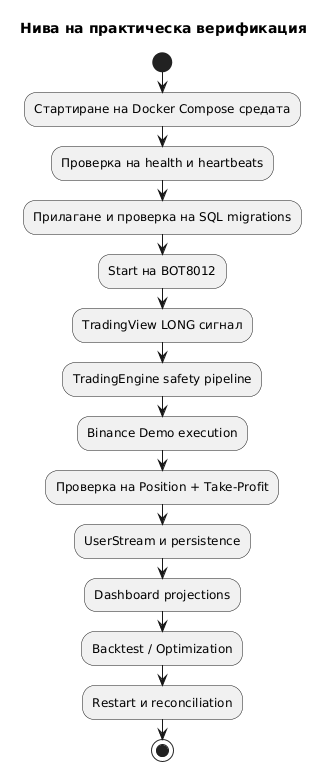 Нива на практическа верификация
Стартиране на Docker Compose средата
Проверка на health и heartbeats
Прилагане и проверка на SQL migrations
Start на BOT8012
TradingView LONG сигнал
TradingEngine safety pipeline
Binance Demo execution
Проверка на Position + Take-Profit
UserStream и persistence
Dashboard projections
Backtest / Optimization
Restart и reconciliation